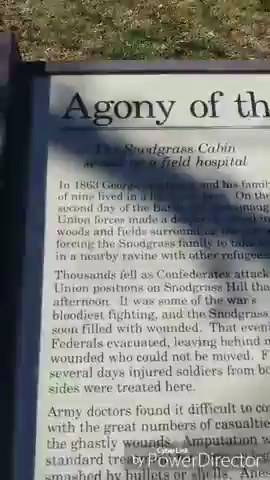 Agony of th
The Snodgrass Cabin
as a field hospital
In 1863 George and his famil
of nine lived in a On the
second day of the
Union forces made a
woods and fields
forcing the Snodgrass family to
in a nearby ravine with other refugee
Thousands fell as Confederates attack
Union positions on Snodgrass Hill tha
afternoon. It was some of the war's
bloodiest fighting, and the Snodgrass
soon filled with wounded. That even
Federals evacuated, leaving behind m
wounded who could not be moved. F
several days injured soldiers from bo
sides were treated here.
Army doctors found it difficult to co
with the great numbers of casualtie
the ghastly wounds. Amputation w
standard
smashed by bullets or shells. Anes
CyberLink
by PowerDirector